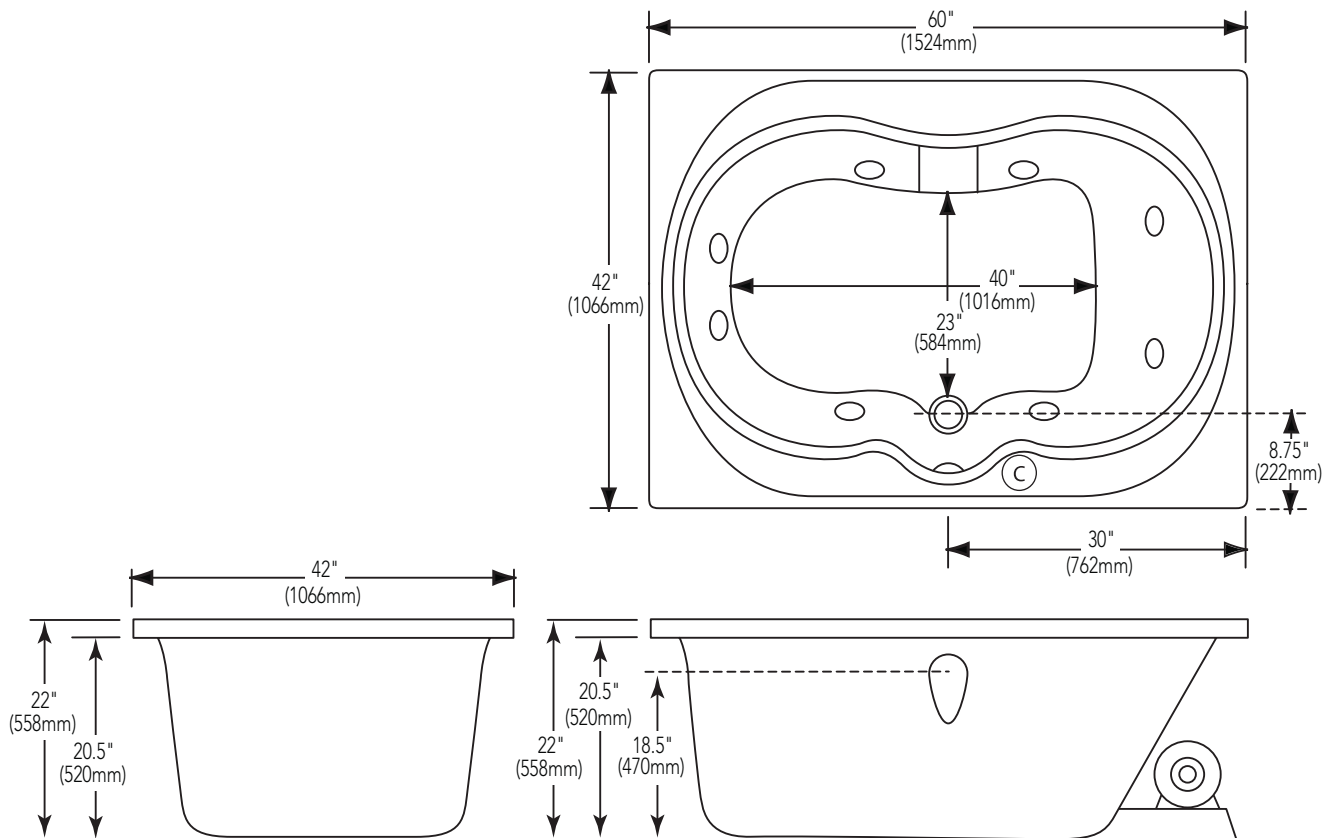 60"
(1524mm)
42"
(1066mm)
40"
(1016mm)
23"
(584mm)
8.75"
(222mm)
C
30"
(762mm)
42"
(1066mm)
22"
(558mm)
20.5"
(520mm)
22"
(558mm)
20.5"
(520mm)
18.5"
(470mm)